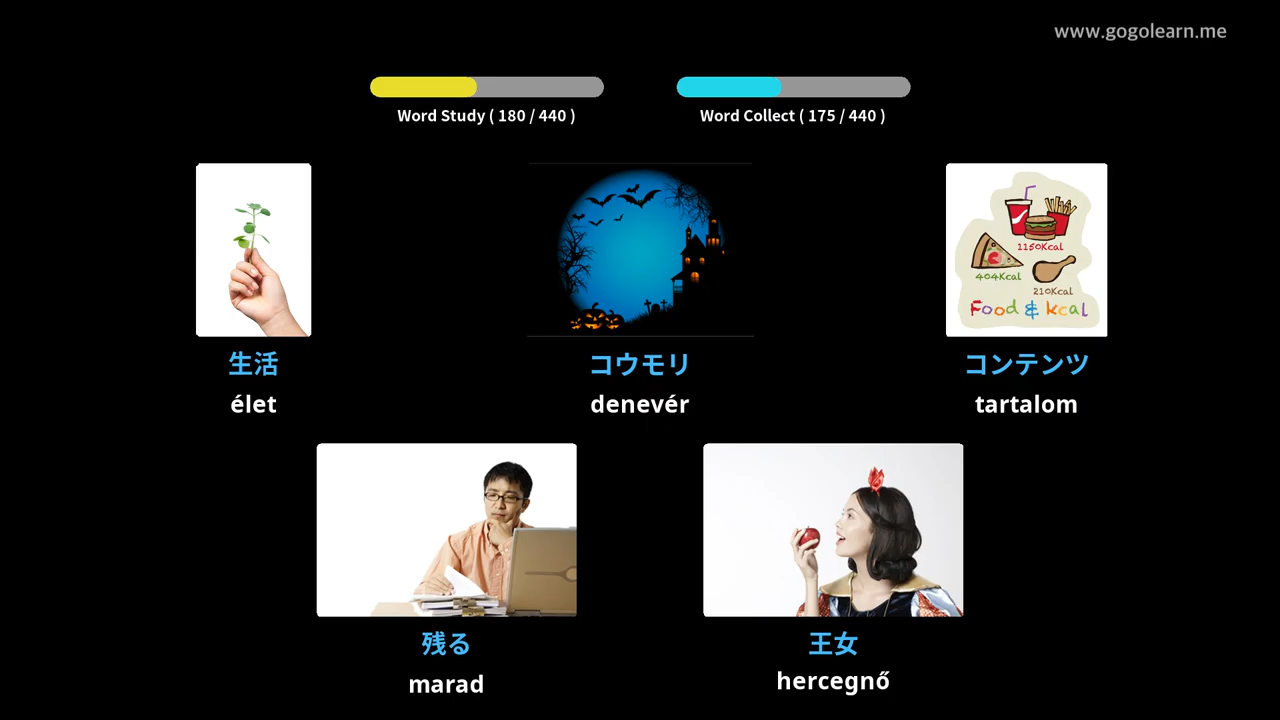 www.gogolearn.me
Word Study ( 180 / 440 )
Word Collect ( 175 / 440 )
1150Kcal
404Kcal
210Kcal
Food & kcal
生活
コウモリ
コンテンツ
élet
denevér
tartalom
残る
王女
marad
hercegnő